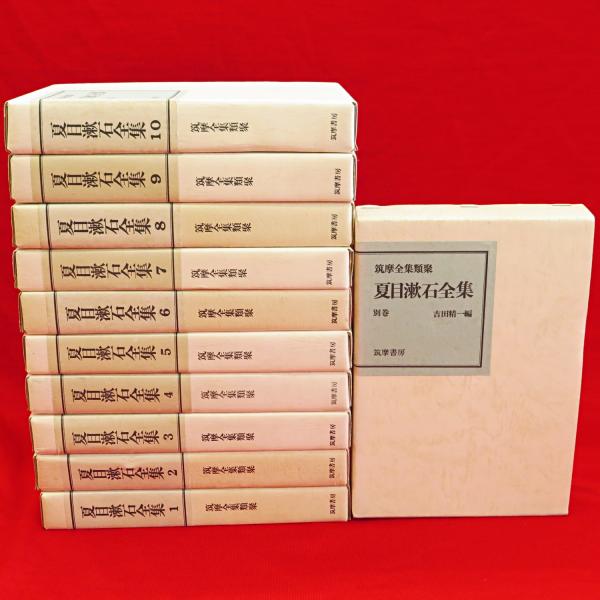 夏目漱石全集 10 筑摩全集類聚 筑摩書房
夏目漱石全集 9 筑摩全集類聚 筑摩書房
夏目漱石全集 8 筑摩全集類聚 筑摩書房
夏目漱石全集 7 筑摩全集類聚 筑摩書房
夏目漱石全集 6 筑摩全集類聚 筑摩書房
夏目漱石全集 5 筑摩全集類聚 筑摩書房
夏目漱石全集 4 筑摩全集類聚 筑摩書房
夏目漱石全集 3 筑摩全集類聚 筑摩書房
夏目漱石全集 2 筑摩全集類聚 筑摩書房
夏目漱石全集 1 筑摩全集類聚 筑摩書房
筑摩全集類聚
夏目漱石全集
別巻 吉田精一編
筑摩書房